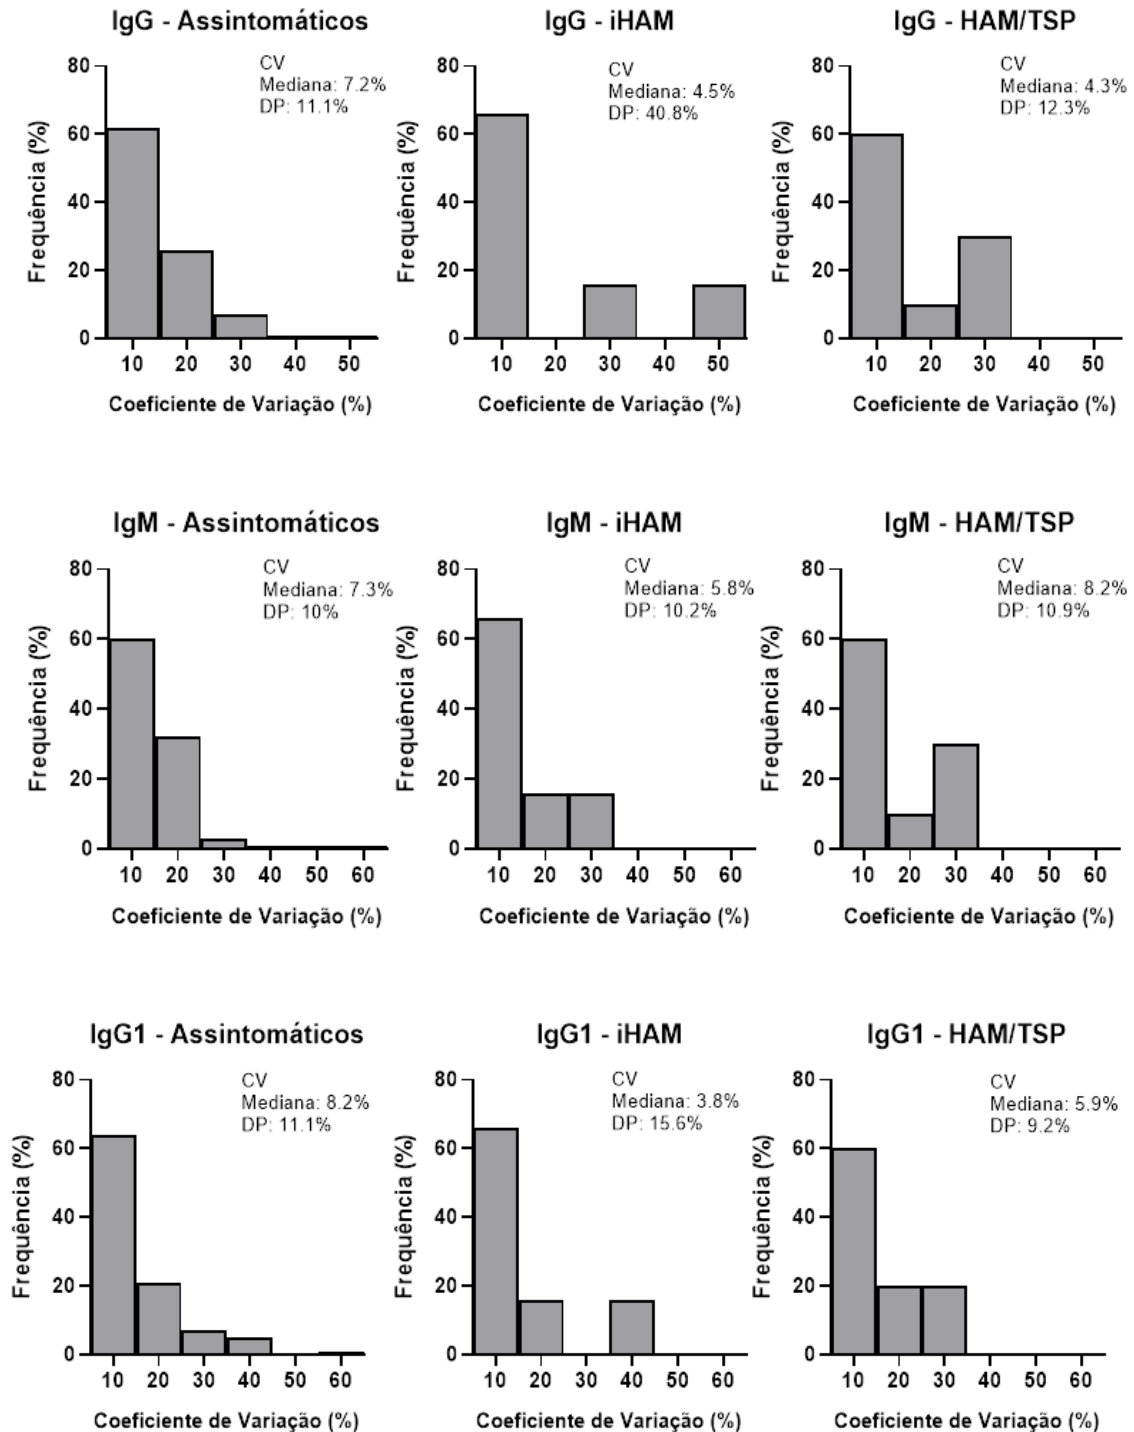 IgG - Assintomáticos
CV
Mediana: 7.2%
DP: 11.1%
Frequência (%)
80
60
40
20
0
10 20 30 40 50
Coeficiente de Variação (%)
IgG - iHAM
CV
Mediana: 4.5%
DP: 40.8%
Frequência (%)
80
60
40
20
0
10 20 30 40 50
Coeficiente de Variação (%)
IgG - HAM/TSP
CV
Mediana: 4.3%
DP: 12.3%
Frequência (%)
80
60
40
20
0
10 20 30 40 50
Coeficiente de Variação (%)
IgM - Assintomáticos
CV
Mediana: 7.3%
DP: 10%
Frequência (%)
80
60
40
20
0
10 20 30 40 50 60
Coeficiente de Variação (%)
IgM - iHAM
CV
Mediana: 5.8%
DP: 10.2%
Frequência (%)
80
60
40
20
0
10 20 30 40 50 60
Coeficiente de Variação (%)
IgM - HAM/TSP
CV
Mediana: 8.2%
DP: 10.9%
Frequência (%)
80
60
40
20
0
10 20 30 40 50 60
Coeficiente de Variação (%)
IgG1 - Assintomáticos
CV
Mediana: 8.2%
DP: 11.1%
Frequência (%)
80
60
40
20
0
10 20 30 40 50 60
Coeficiente de Variação (%)
IgG1 - iHAM
CV
Mediana: 3.8%
DP: 15.6%
Frequência (%)
80
60
40
20
0
10 20 30 40 50 60
Coeficiente de Variação (%)
IgG1 - HAM/TSP
CV
Mediana: 5.9%
DP: 9.2%
Frequência (%)
80
60
40
20
0
10 20 30 40 50 60
Coeficiente de Variação (%)